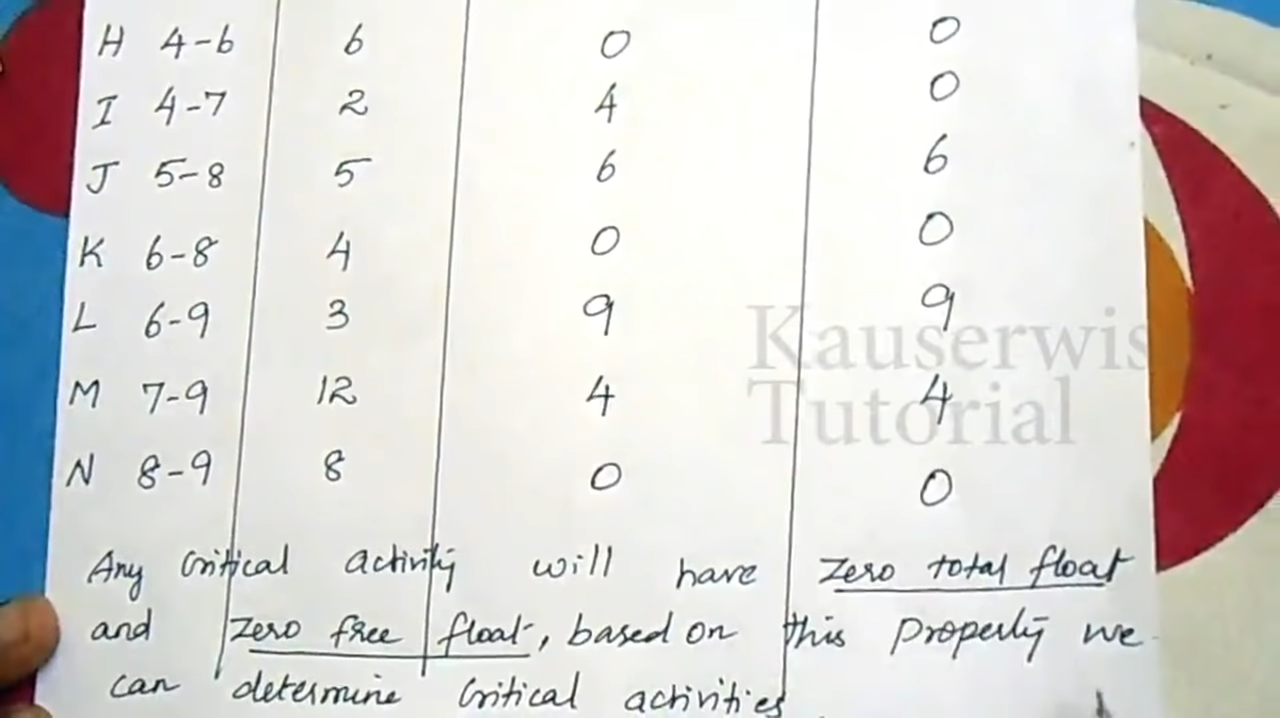 H 4-6 6 0 0
I 4-7 2 4 0
J 5-8 5 6 6
K 6-8 4 0 0
L 6-9 3 9 9
M 7-9 12 4 4
N 8-9 8 0 0
Kauserwis
Tutorial
Any critical activity will have zero total float
and zero free float, based on this property we
can determine critical activities